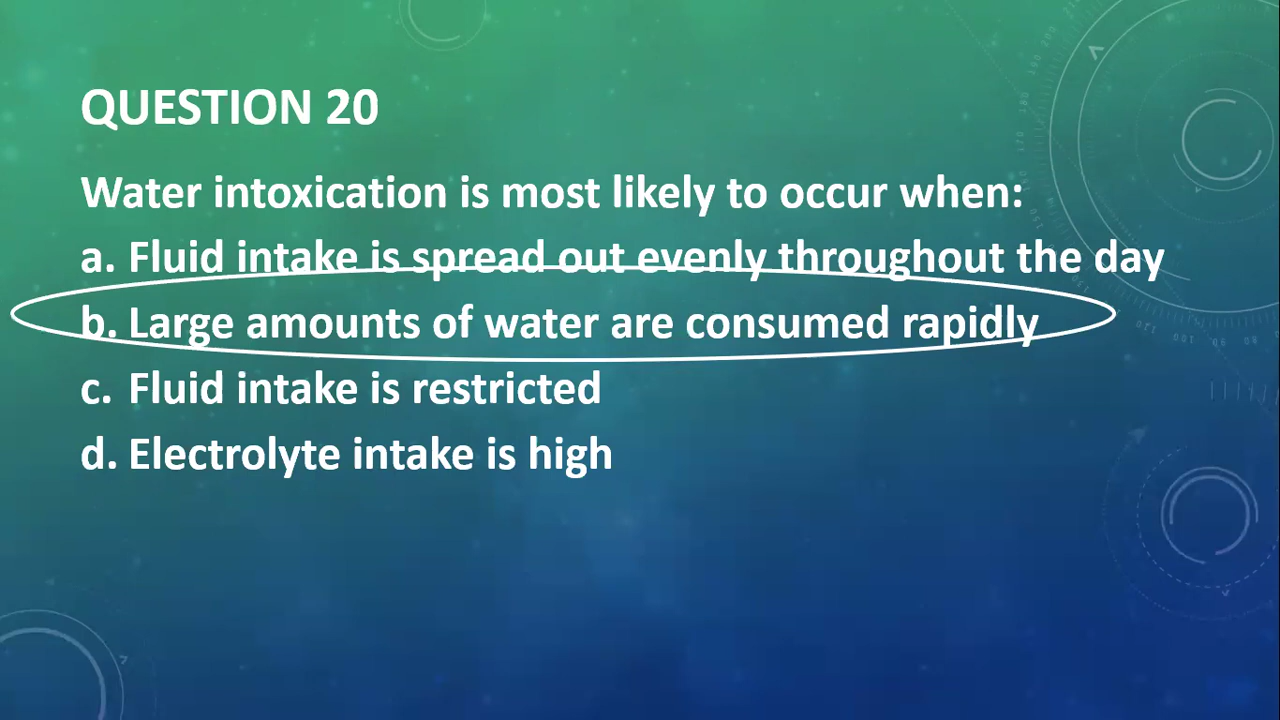 QUESTION 20
Water intoxication is most likely to occur when:
a. Fluid intake is spread out evenly throughout the day
b. Large amounts of water are consumed rapidly
c. Fluid intake is restricted
d. Electrolyte intake is high